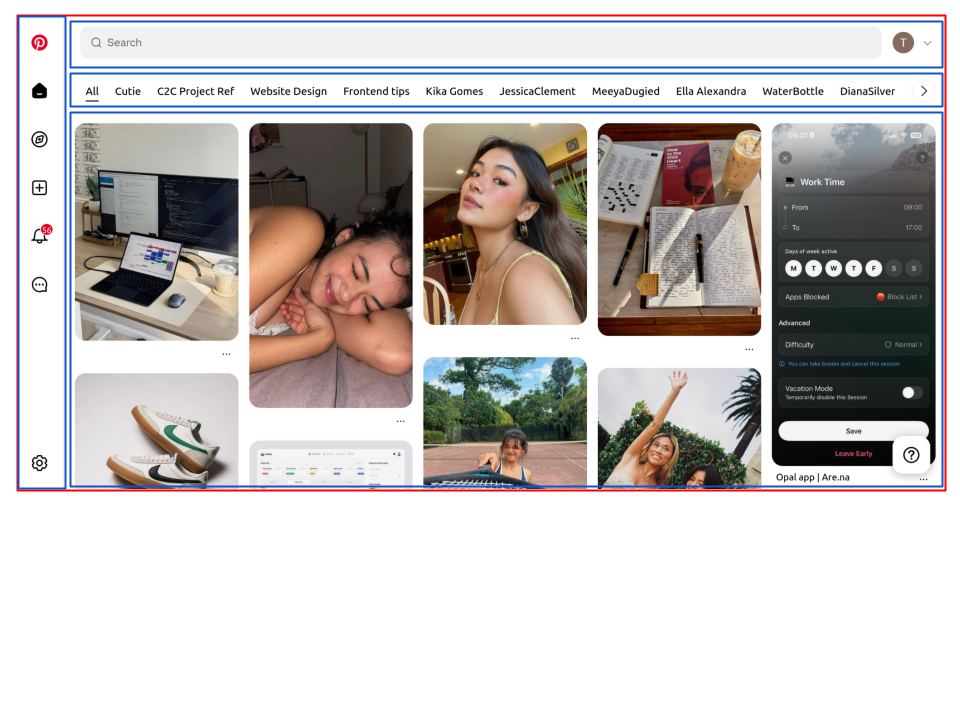 Search
T
All Cutie C2C Project Ref Website Design Frontend tips Kika Gomes JessicaClement MeeyaDugied Ella Alexandra WaterBottle DianaSilver
56
09:07
Work Time
From 09:00
To 17:00
Days of week active
M T W T F S S
Apps Blocked Block List >
Advanced
Difficulty Normal >
You can take breaks and cancel this session
Vacation Mode
Temporarily disable this Session
Save
Leave Early
Opal app | Are.na